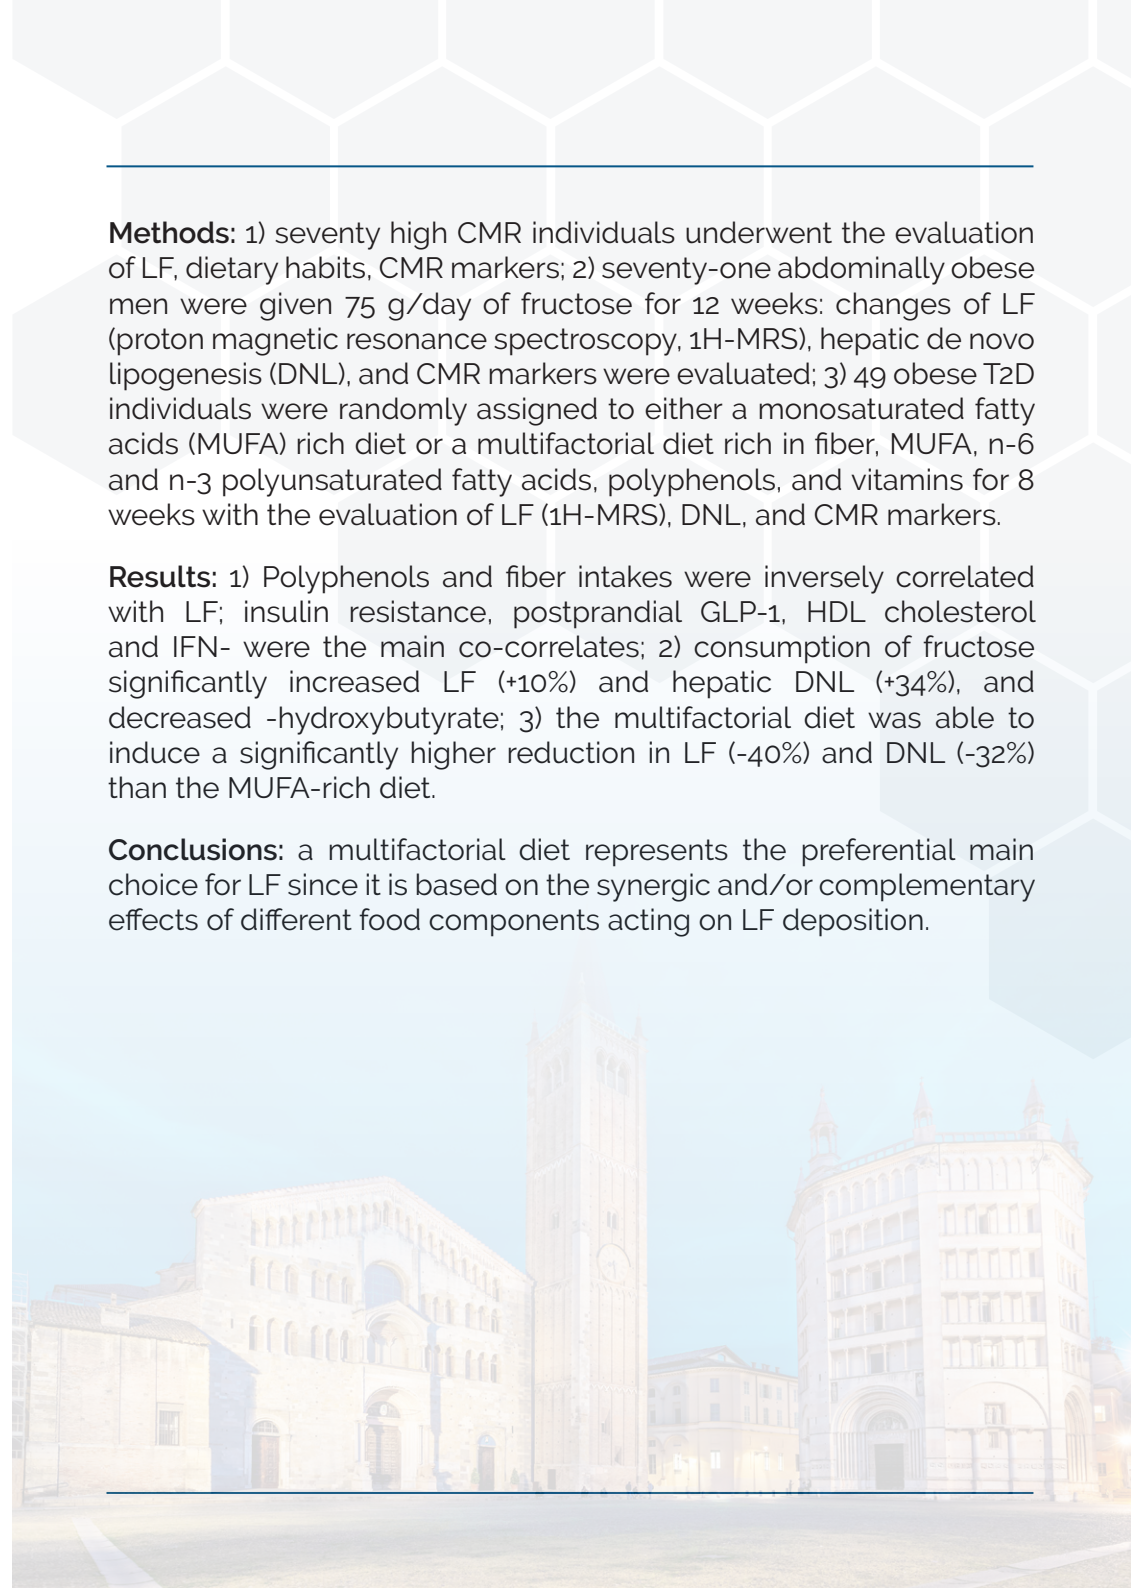 Methods: 1) seventy high CMR individuals underwent the evaluation
of LF, dietary habits, CMR markers; 2) seventy-one abdominally obese
men were given 75 g/day of fructose for 12 weeks: changes of LF
(proton magnetic resonance spectroscopy, 1H-MRS), hepatic de novo
lipogenesis (DNL), and CMR markers were evaluated; 3) 49 obese T2D
individuals were randomly assigned to either a monosaturated fatty
acids (MUFA) rich diet or a multifactorial diet rich in fiber, MUFA, n-6
and n-3 polyunsaturated fatty acids, polyphenols, and vitamins for 8
weeks with the evaluation of LF (1H-MRS), DNL, and CMR markers.
Results: 1) Polyphenols and fiber intakes were inversely correlated
with LF; insulin resistance, postprandial GLP-1, HDL cholesterol
and IFN- were the main co-correlates; 2) consumption of fructose
significantly increased LF (+10%) and hepatic DNL (+34%), and
decreased -hydroxybutyrate; 3) the multifactorial diet was able to
induce a significantly higher reduction in LF (-40%) and DNL (-32%)
than the MUFA-rich diet.
Conclusions: a multifactorial diet represents the preferential main
choice for LF since it is based on the synergic and/or complementary
effects of different food components acting on LF deposition.